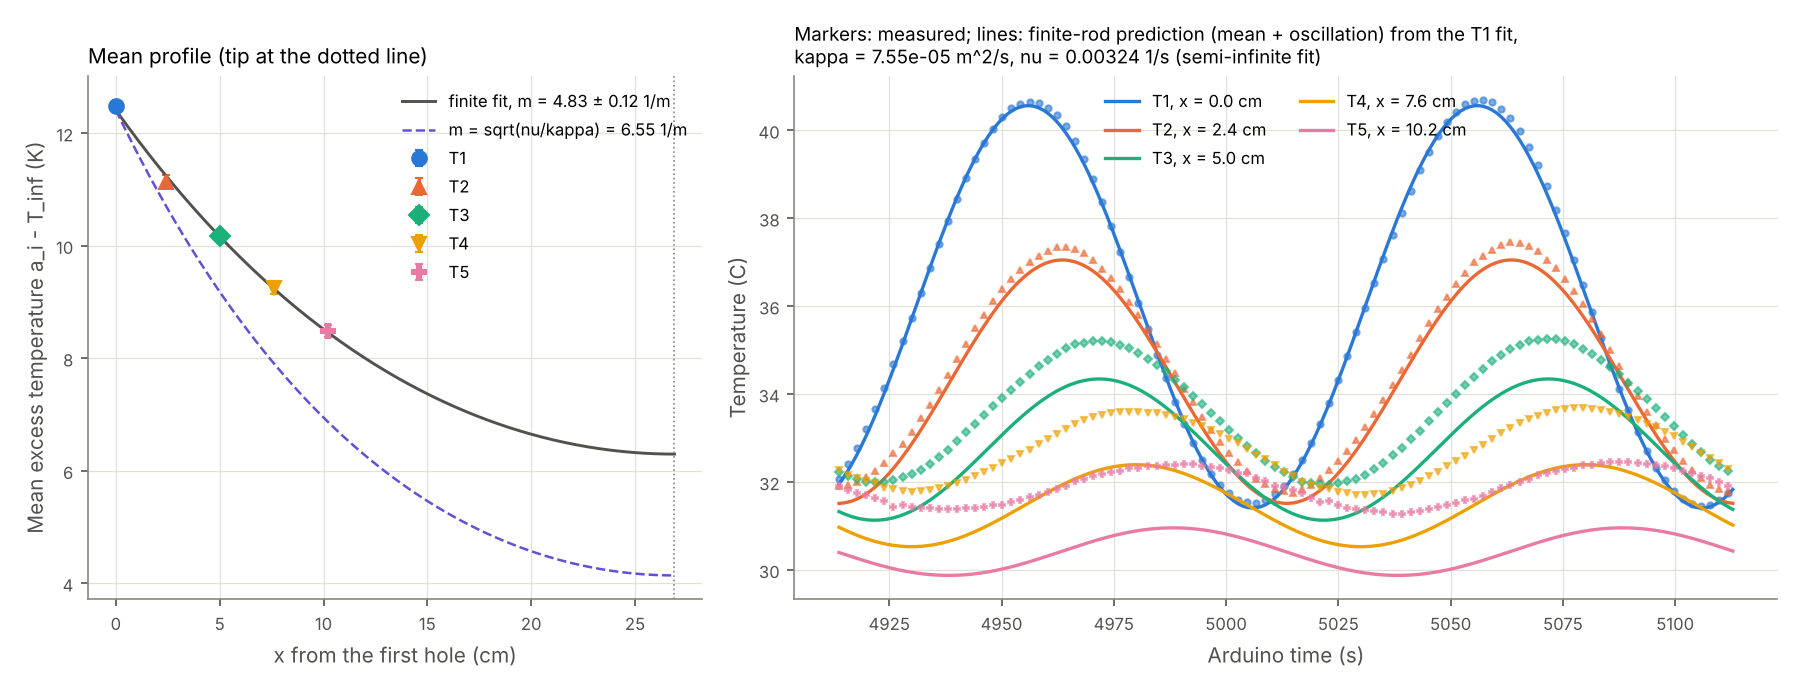 Mean profile (tip at the dotted line)
finite fit, m = 4.83 ± 0.12 1/m
m = sqrt(nu/kappa) = 6.55 1/m
T1
T2
T3
T4
T5
12
10
8
6
4
0
5
10
15
20
25
Mean excess temperature a_i - T_inf (K)
x from the first hole (cm)
Markers: measured; lines: finite-rod prediction (mean + oscillation) from the T1 fit,
kappa = 7.55e-05 m^2/s, nu = 0.00324 1/s (semi-infinite fit)
T1, x = 0.0 cm
T2, x = 2.4 cm
T3, x = 5.0 cm
T4, x = 7.6 cm
T5, x = 10.2 cm
40
38
36
34
32
30
4925
4950
4975
5000
5025
5050
5075
5100
Temperature (C)
Arduino time (s)